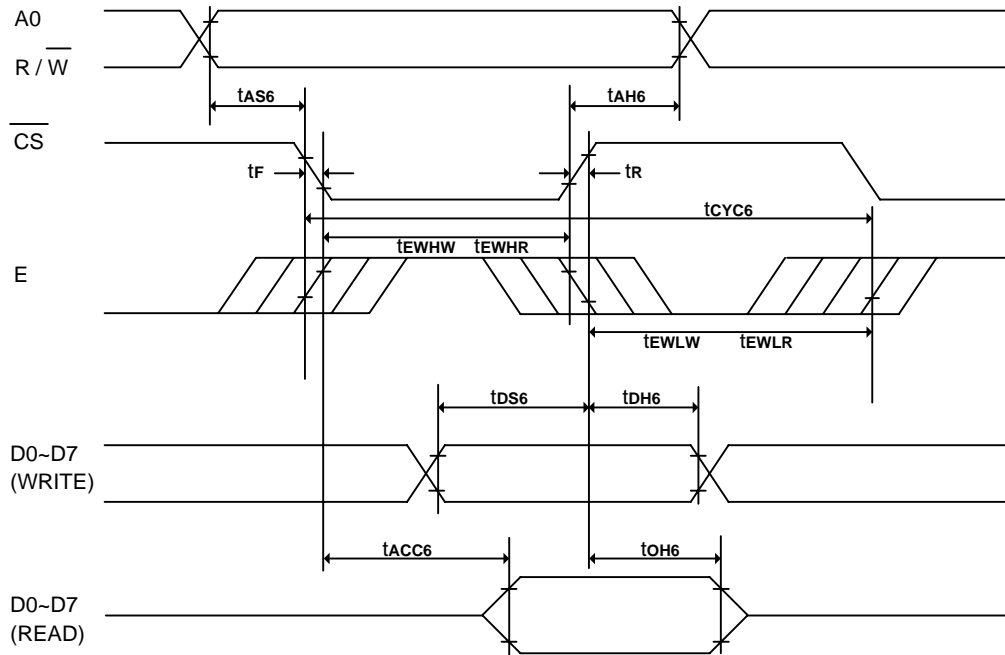 A0
R / W
tAS6
tAH6
CS
tF
tR
tCYC6
tEWHW tEWHR
E
tEWLW tEWLR
tDS6
tDH6
D0~D7
(WRITE)
tACC6
tOH6
D0~D7
(READ)